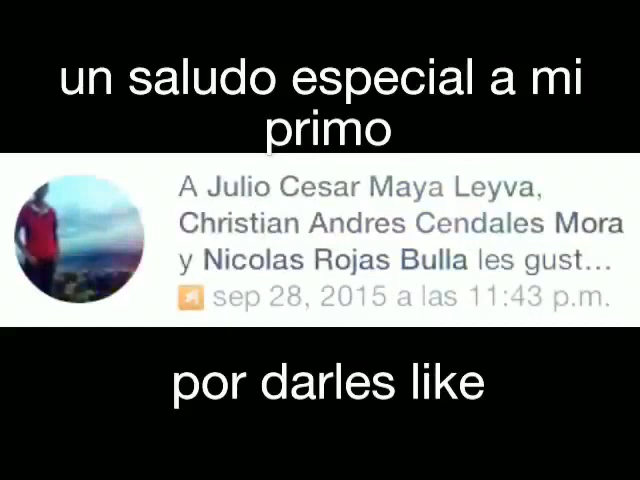 un saludo especial a mi
primo
A Julio Cesar Maya Leyva,
Christian Andres Cendales Mora
y Nicolas Rojas Bulla les gust...
sep 28, 2015 a las 11:43 p.m.
por darles like